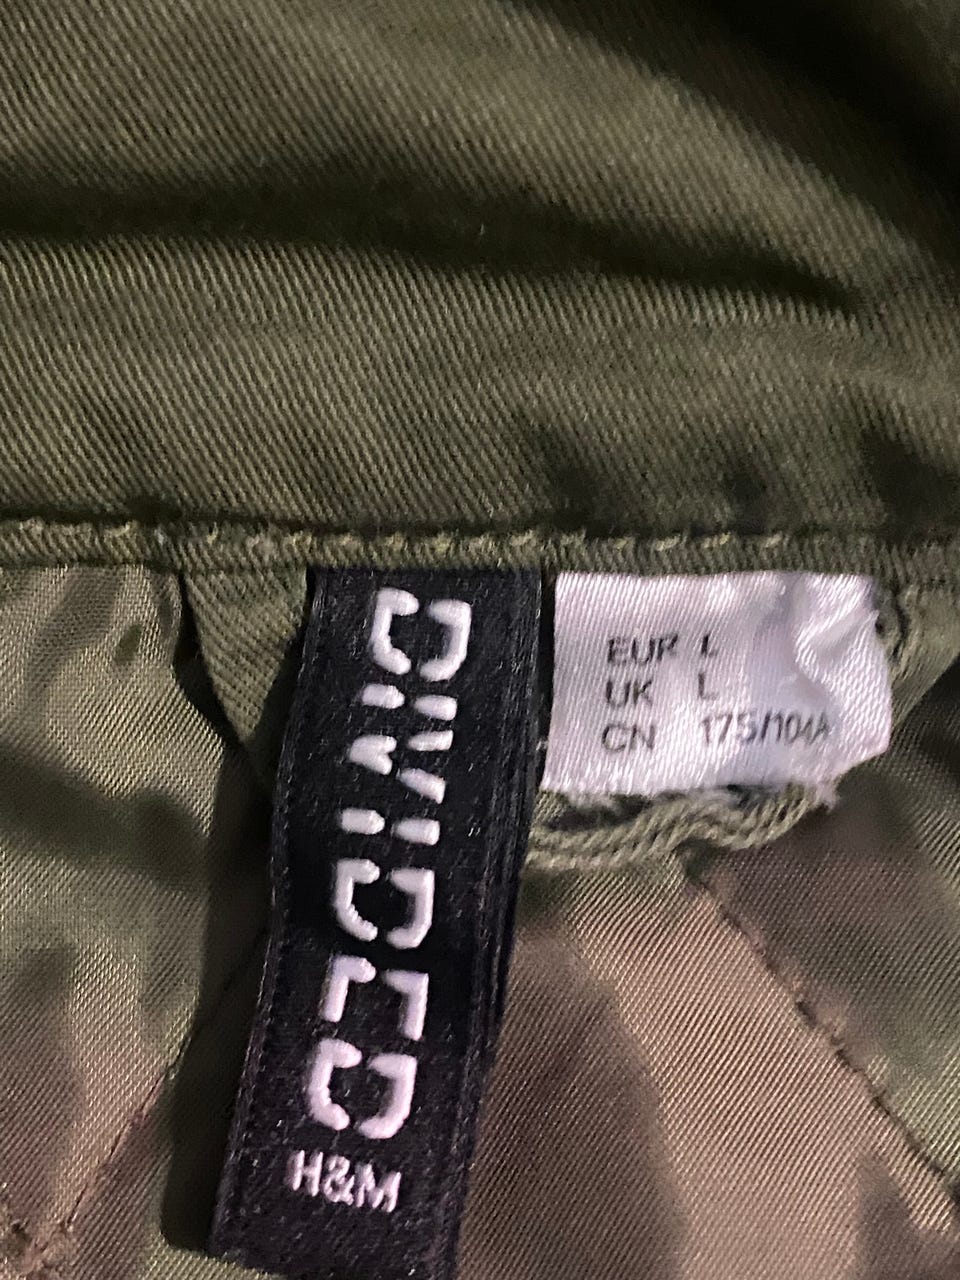 DIVIDED
H&M
EUR L
UK L
CN 175/104A